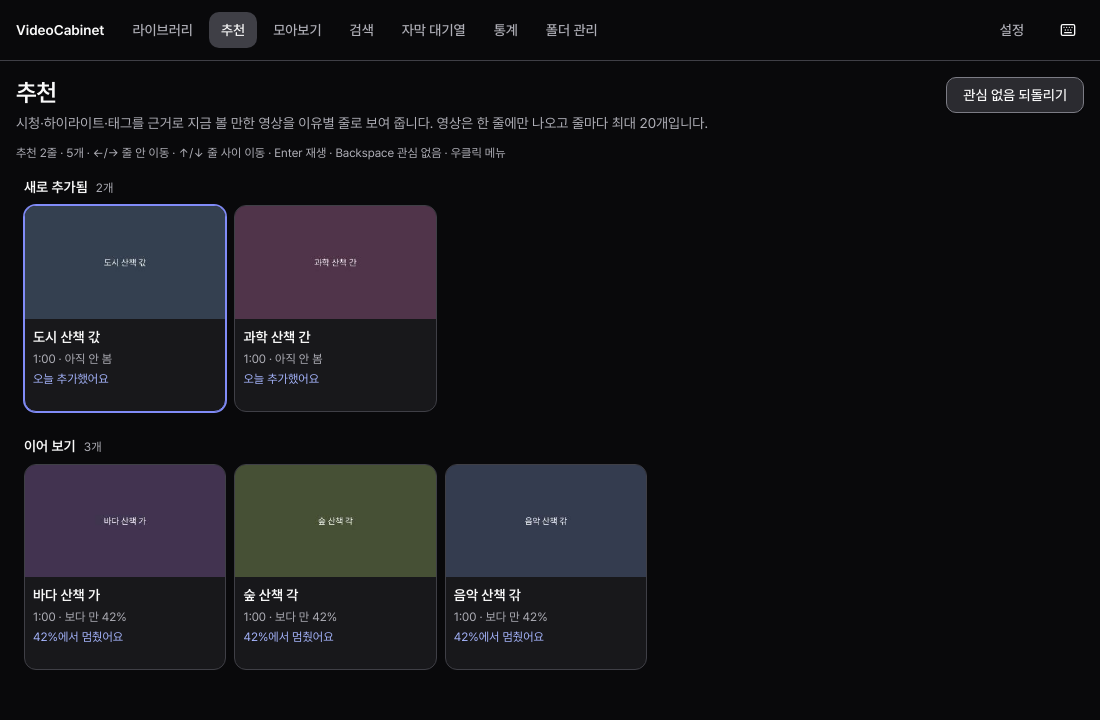 VideoCabinet 라이브러리 추천 모아보기 검색 자막 대기열 통계 폴더 관리 설정
추천
관심 없음 되돌리기
시청·하이라이트·태그를 근거로 지금 볼 만한 영상을 이유별 줄로 보여 줍니다. 영상은 한 줄에만 나오고 줄마다 최대 20개입니다.
추천 2줄 · 5개 · ←/→ 줄 안 이동 · ↑/↓ 줄 사이 이동 · Enter 재생 · Backspace 관심 없음 · 우클릭 메뉴
새로 추가됨 2개
도시 산책 값
과학 산책 간
도시 산책 갌
과학 산책 간
1:00 · 아직 안 봄
1:00 · 아직 안 봄
오늘 추가했어요
오늘 추가했어요
이어 보기 3개
바다 산책 가
숲 산책 각
음악 산책 갂
바다 산책 가
숲 산책 각
음악 산책 갂
1:00 · 보다 만 42%
1:00 · 보다 만 42%
1:00 · 보다 만 42%
42%에서 멈췄어요
42%에서 멈췄어요
42%에서 멈췄어요